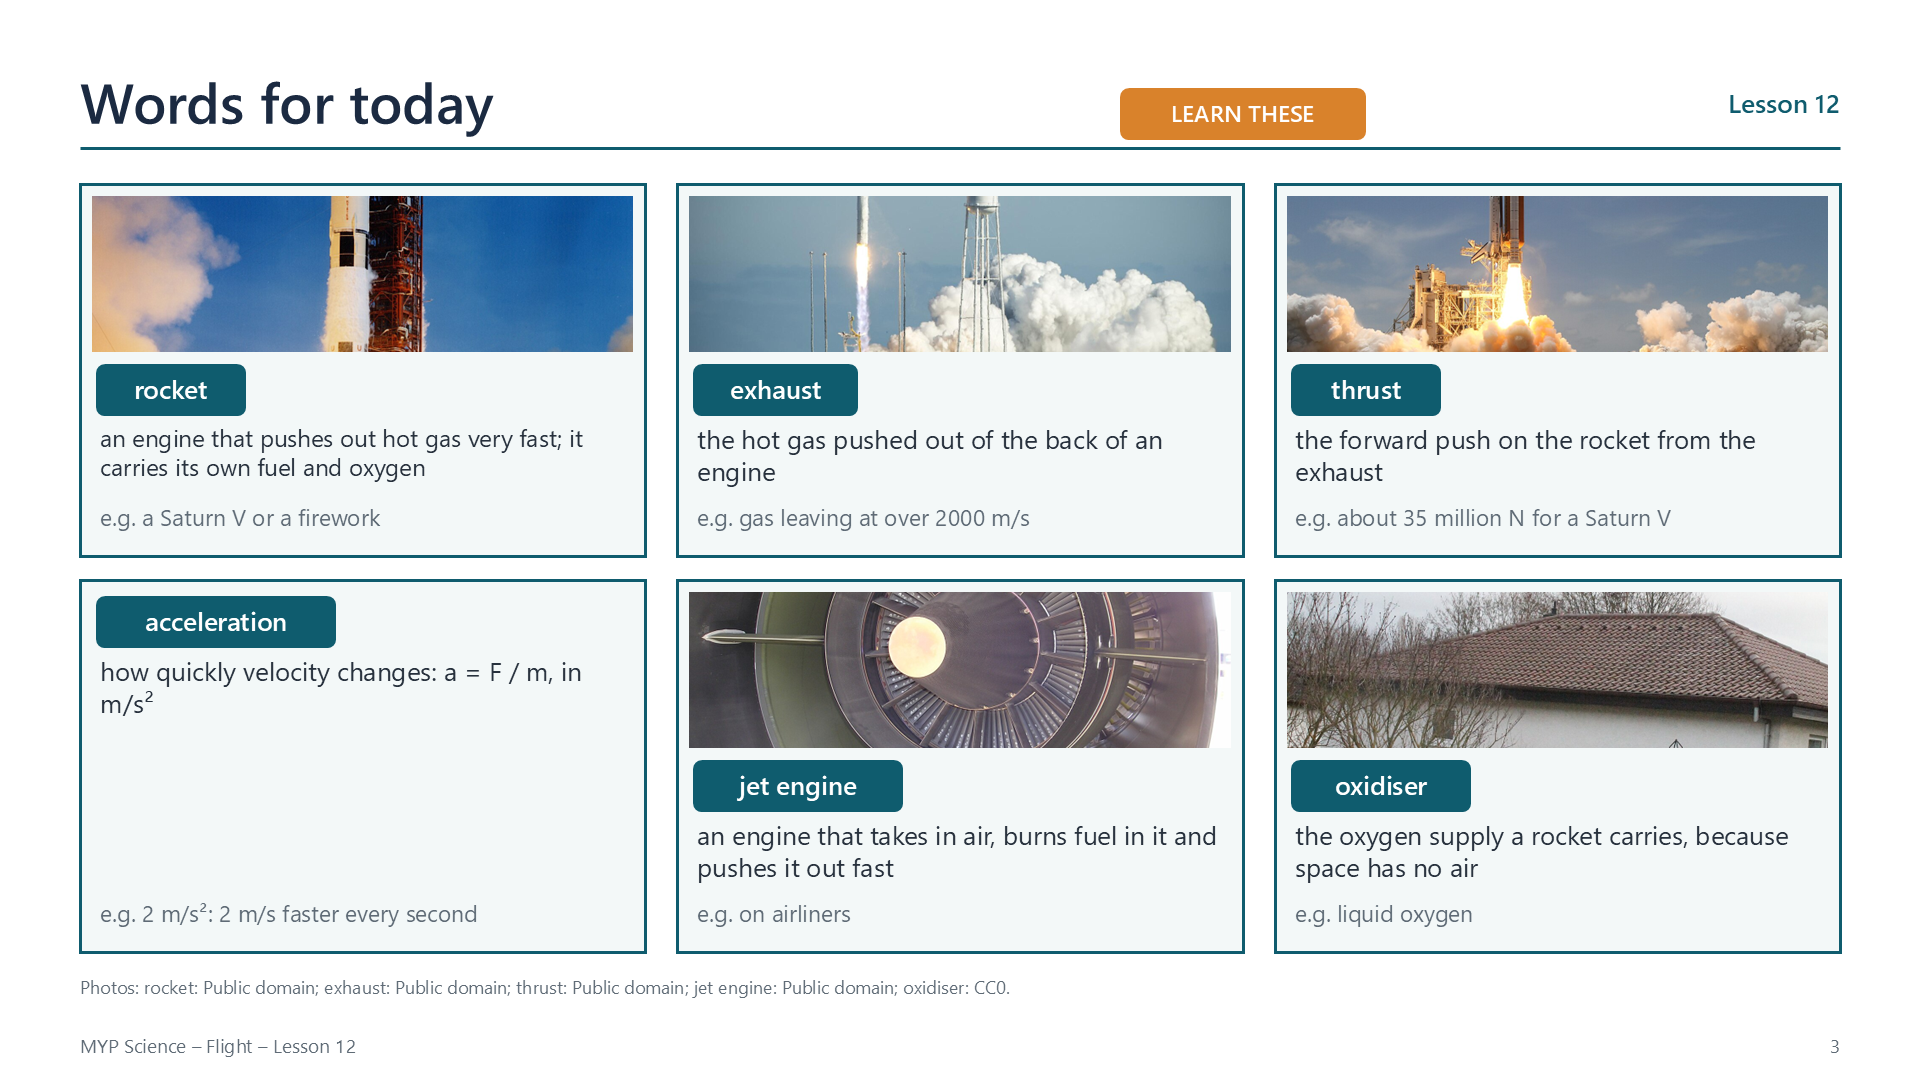 Words for today
LEARN THESE
Lesson 12
rocket
an engine that pushes out hot gas very fast; it
carries its own fuel and oxygen
e.g. a Saturn V or a firework
exhaust
the hot gas pushed out of the back of an
engine
e.g. gas leaving at over 2000 m/s
thrust
the forward push on the rocket from the
exhaust
e.g. about 35 million N for a Saturn V
acceleration
how quickly velocity changes: a = F / m, in
m/s²
e.g. 2 m/s²: 2 m/s faster every second
jet engine
an engine that takes in air, burns fuel in it and
pushes it out fast
e.g. on airliners
oxidiser
the oxygen supply a rocket carries, because
space has no air
e.g. liquid oxygen
Photos: rocket: Public domain; exhaust: Public domain; thrust: Public domain; jet engine: Public domain; oxidiser: CC0.
MYP Science – Flight – Lesson 12
3